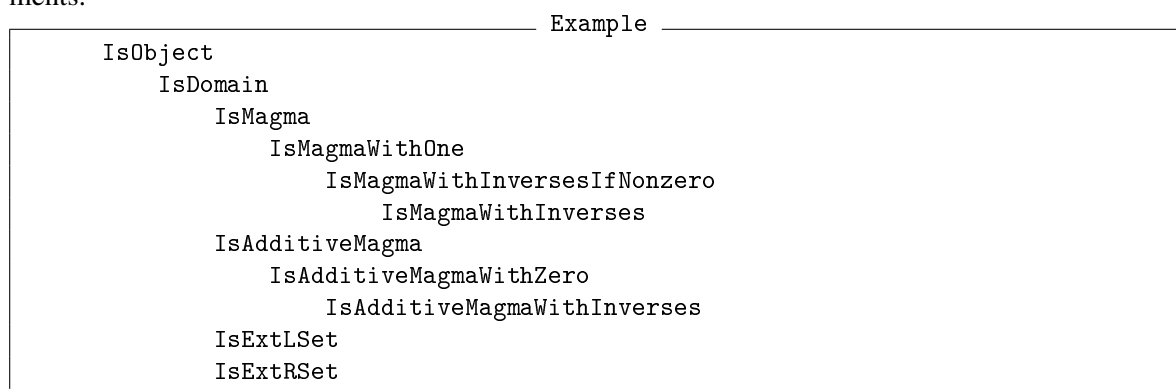 ments.
Example
IsObject
IsDomain
IsMagma
IsMagmaWithOne
IsMagmaWithInversesIfNonzero
IsMagmaWithInverses
IsAdditiveMagma
IsAdditiveMagmaWithZero
IsAdditiveMagmaWithInverses
IsExtLSet
IsExtRSet